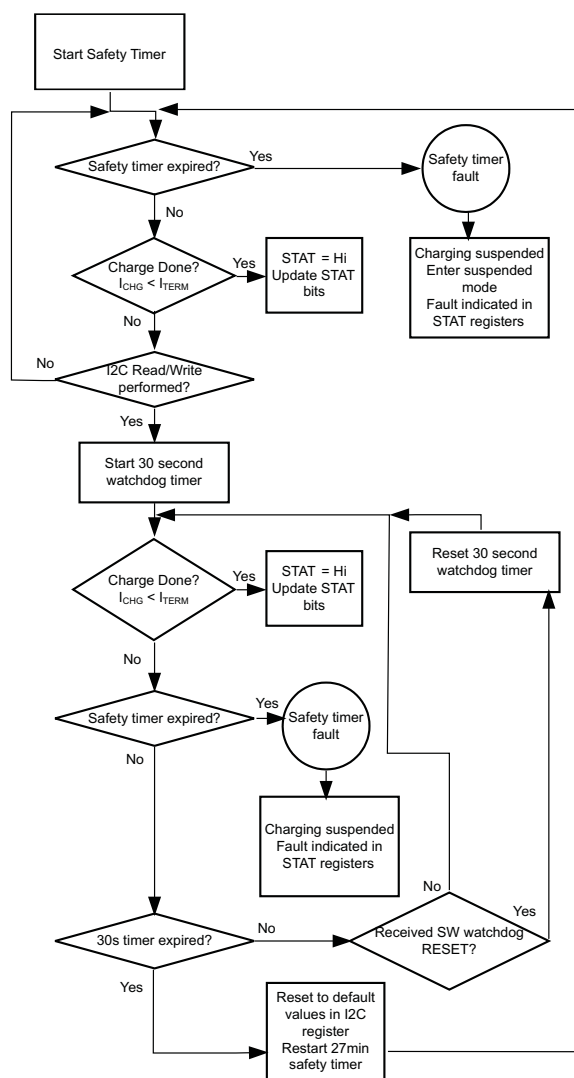 Start Safety Timer
Safety timer expired?
Yes
Safety timer
fault
No
Charging suspended
Enter suspended
mode
Fault indicated in
STAT registers
Charge Done?
ICHG < ITERM
Yes
STAT = Hi
Update STAT
bits
No
No
I2C Read/Write
performed?
Yes
Start 30 second
watchdog timer
Reset 30 second
watchdog timer
Charge Done?
ICHG < ITERM
Yes
STAT = Hi
Update STAT
bits
No
Safety timer expired?
Yes
Safety timer
fault
No
Charging suspended
Fault indicated in
STAT registers
No
Yes
30s timer expired?
No
Received SW watchdog
RESET?
Yes
Reset to default
values in I2C
register
Restart 27min
safety timer